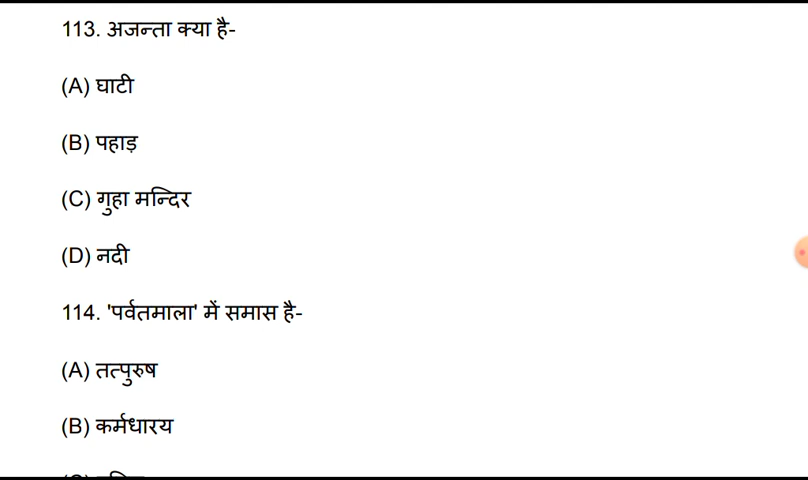 113. अजन्ता क्या है-
(A) घाटी
(B) पहाड़
(C) गुहा मन्दिर
(D) नदी
114. 'पर्वतमाला' में समास है-
(A) तत्पुरुष
(B) कर्मधारय